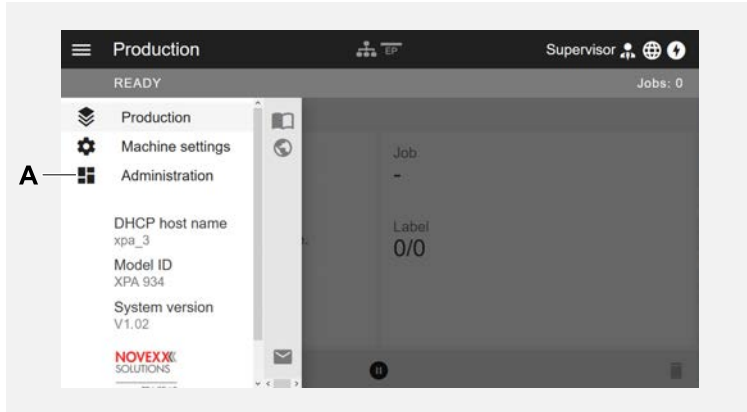 Production
EP
Supervisor
READY
Jobs: 0
Production
Machine settings
A
Administration
DHCP host name
xpa_3
Model ID
XPA 934
System version
V1.02
NOVEXX
SOLUTIONS
Job
-
Label
0/0